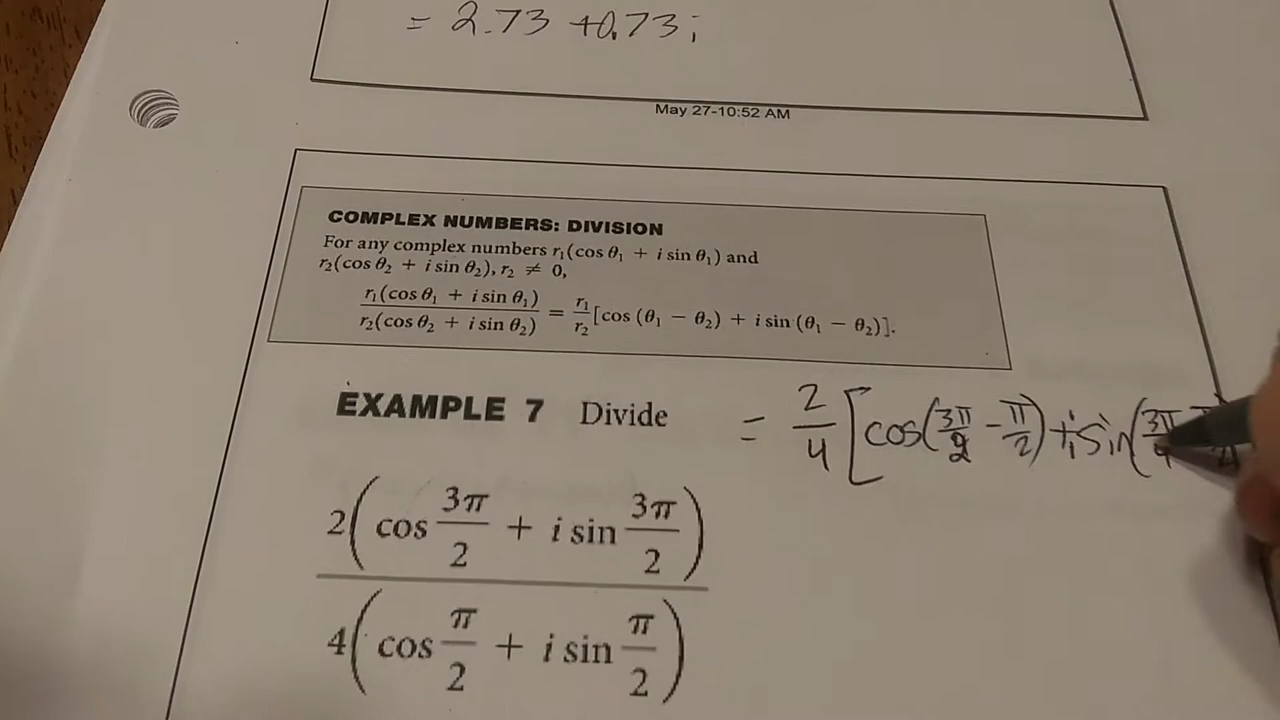 = 2.73 + 0.73i
May 27-10:52 AM
COMPLEX NUMBERS: DIVISION
For any complex numbers r₁(cos θ₁ + i sin θ₁) and
r₂(cos θ₂ + i sin θ₂), r₂ ≠ 0,
r₁(cos θ₁ + i sin θ₁) / r₂(cos θ₂ + i sin θ₂) = r₁/r₂ [cos (θ₁ − θ₂) + i sin (θ₁ − θ₂)].
EXAMPLE 7 Divide
= 2/4 [cos(3π/2 − π/2) + i sin(3π/4
2(cos 3π/2 + i sin 3π/2)
4(cos π/2 + i sin π/2)